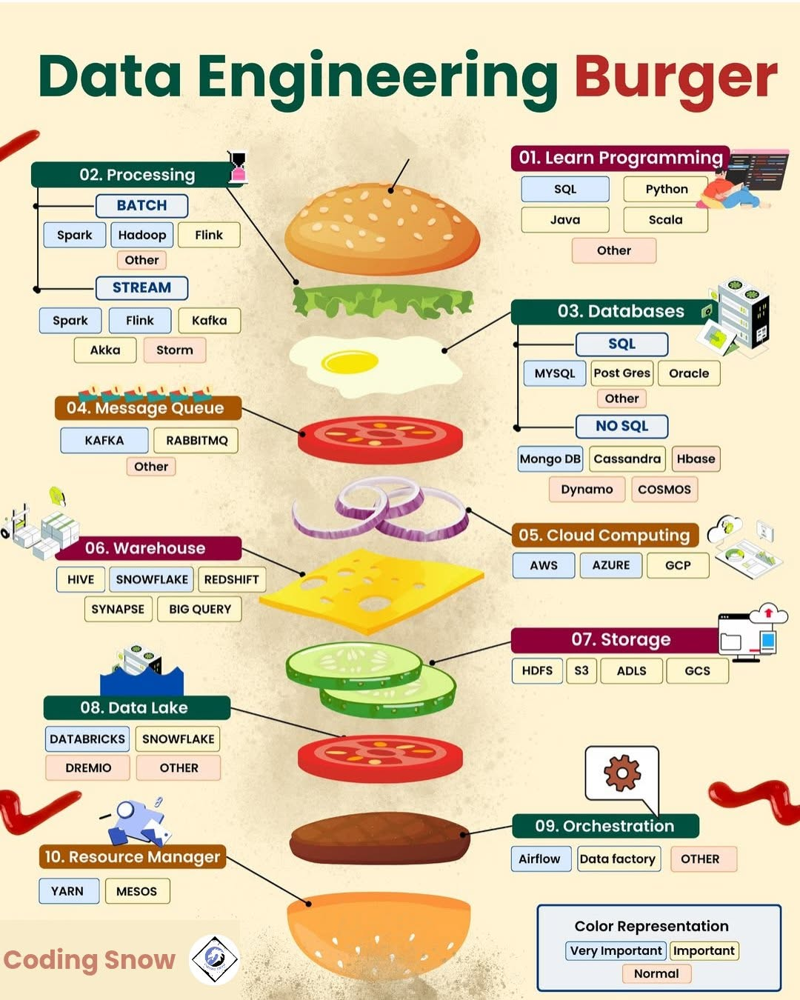 Data Engineering Burger
01. Learn Programming
SQL
Python
Java
Scala
Other
02. Processing
BATCH
Spark
Hadoop
Flink
Other
STREAM
Spark
Flink
Kafka
Akka
Storm
03. Databases
SQL
MYSQL
Post Gres
Oracle
Other
NO SQL
Mongo DB
Cassandra
Hbase
Dynamo
COSMOS
04. Message Queue
KAFKA
RABBITMQ
Other
05. Cloud Computing
AWS
AZURE
GCP
06. Warehouse
HIVE
SNOWFLAKE
REDSHIFT
SYNAPSE
BIG QUERY
07. Storage
HDFS
S3
ADLS
GCS
08. Data Lake
DATABRICKS
SNOWFLAKE
DREMIO
OTHER
09. Orchestration
Airflow
Data factory
OTHER
10. Resource Manager
YARN
MESOS
Color Representation
Very Important
Important
Normal
Coding Snow